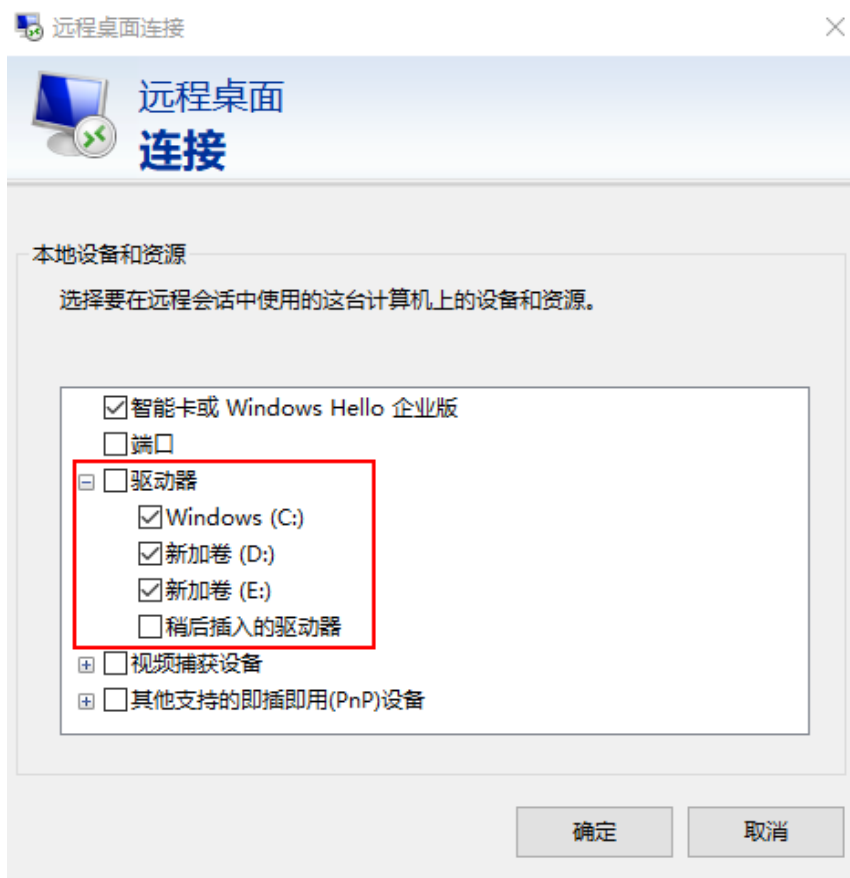 远程桌面连接
远程桌面
连接
本地设备和资源
选择要在远程会话中使用的这台计算机上的设备和资源。
智能卡或 Windows Hello 企业版
端口
驱动器
Windows (C:)
新加卷 (D:)
新加卷 (E:)
稍后插入的驱动器
视频捕获设备
其他支持的即插即用(PnP)设备
确定 取消